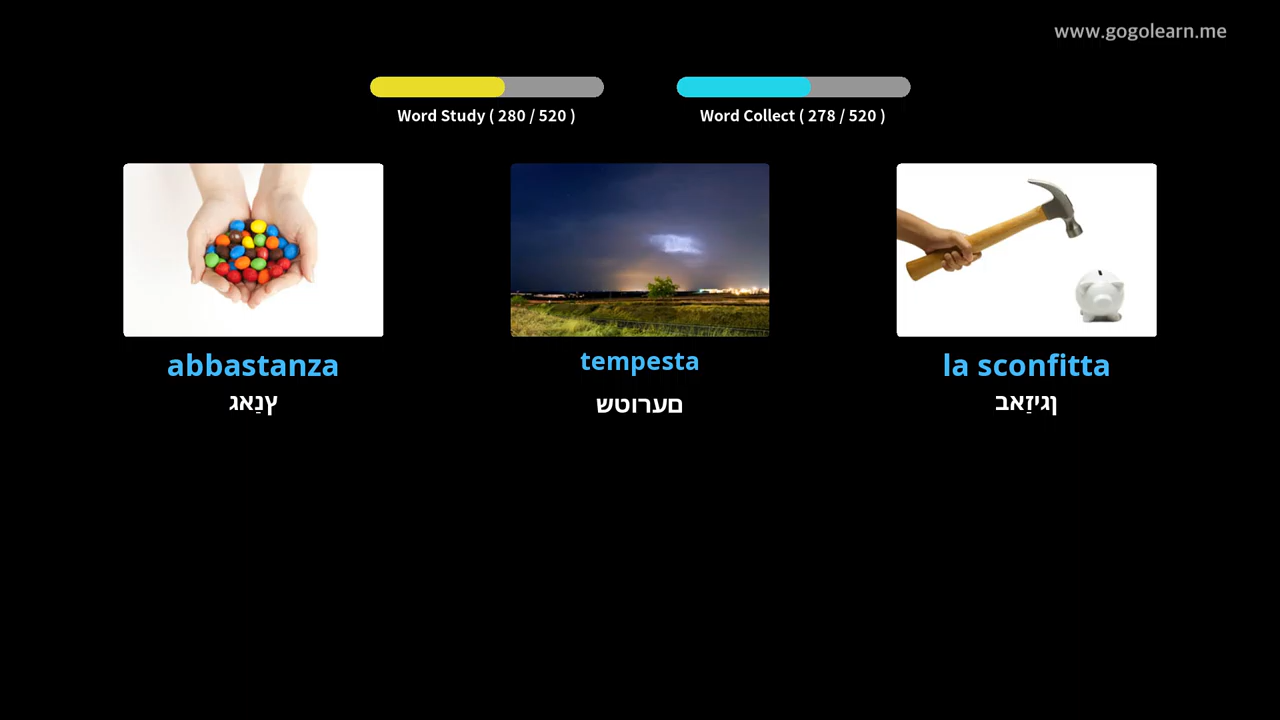 www.gogolearn.me
Word Study ( 280 / 520 )
Word Collect ( 278 / 520 )
abbastanza
ץנַאג
tempesta
םערוטש
la sconfitta
ןגיזַאב